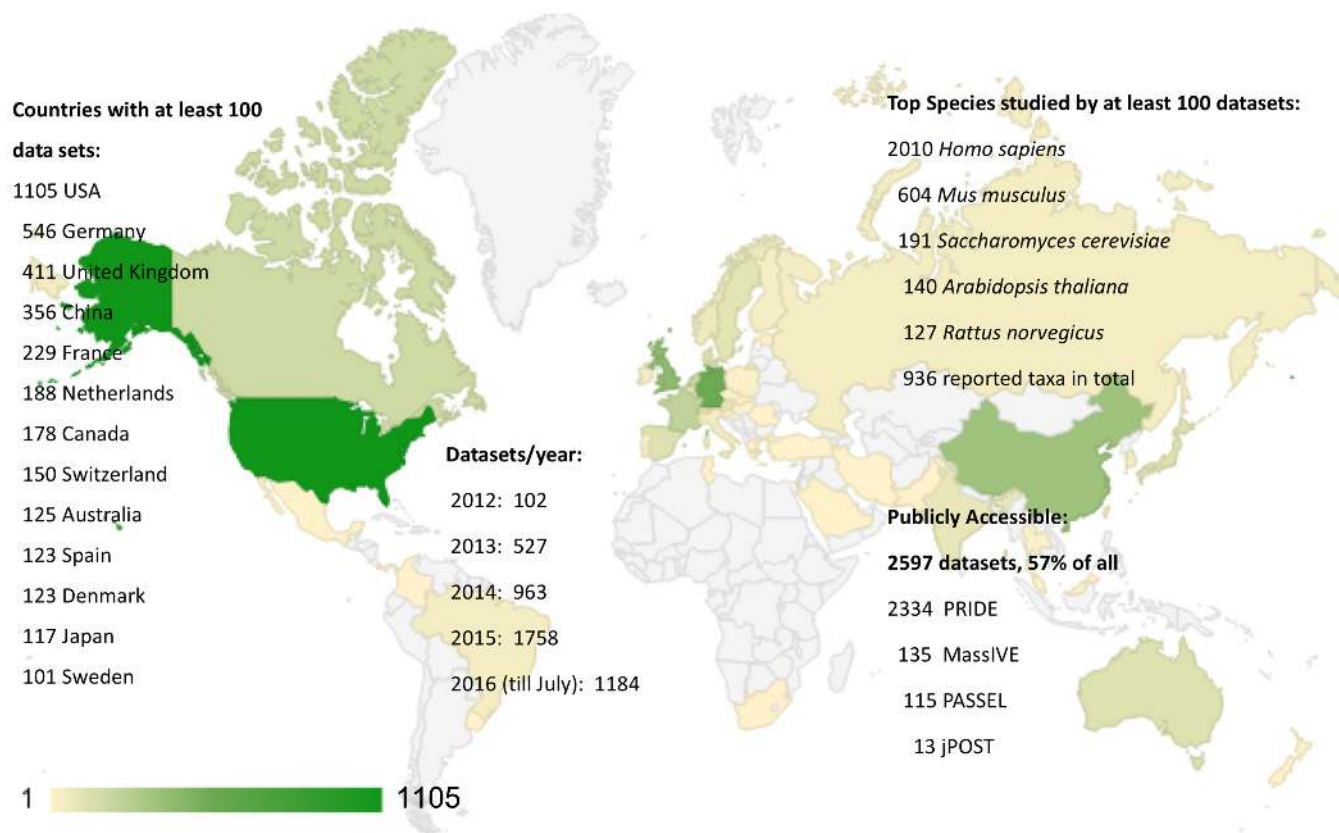 Countries with at least 100
data sets:
1105 USA
546 Germany
411 United Kingdom
356 China
229 France
188 Netherlands
178 Canada
150 Switzerland
125 Australia
123 Spain
123 Denmark
117 Japan
101 Sweden
Datasets/year:
2012: 102
2013: 527
2014: 963
2015: 1758
2016 (till July): 1184
Top Species studied by at least 100 datasets:
2010 Homo sapiens
604 Mus musculus
191 Saccharomyces cerevisiae
140 Arabidopsis thaliana
127 Rattus norvegicus
936 reported taxa in total
Publicly Accessible:
2597 datasets, 57% of all
2334 PRIDE
135 MassIVE
115 PASSEL
13 jPOST
1 1105